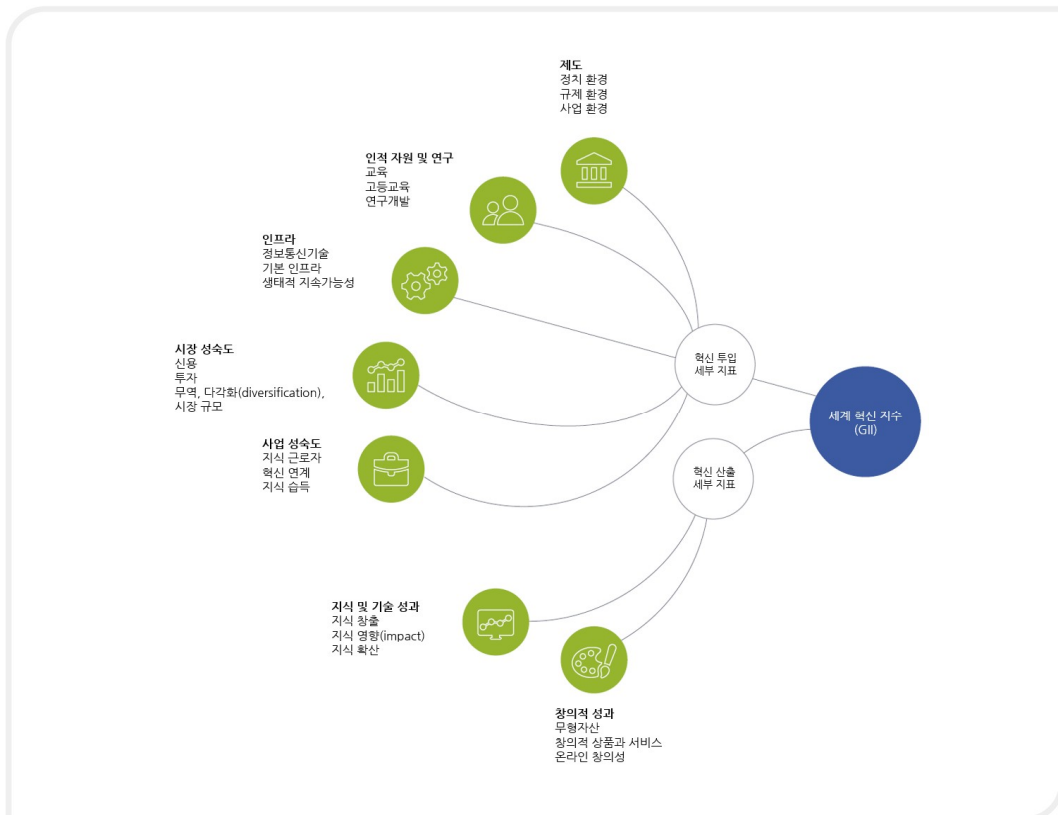 제도
정치 환경
규제 환경
사업 환경
인적 자원 및 연구
교육
고등교육
연구개발
인프라
정보통신기술
기본 인프라
생태적 지속가능성
시장 성숙도
신용
투자
무역, 다각화(diversification),
시장 규모
사업 성숙도
지식 근로자
혁신 연계
지식 습득
혁신 투입
세부 지표
세계 혁신 지수
(GII)
혁신 산출
세부 지표
지식 및 기술 성과
지식 창출
지식 영향(impact)
지식 확산
창의적 성과
무형자산
창의적 상품과 서비스
온라인 창의성